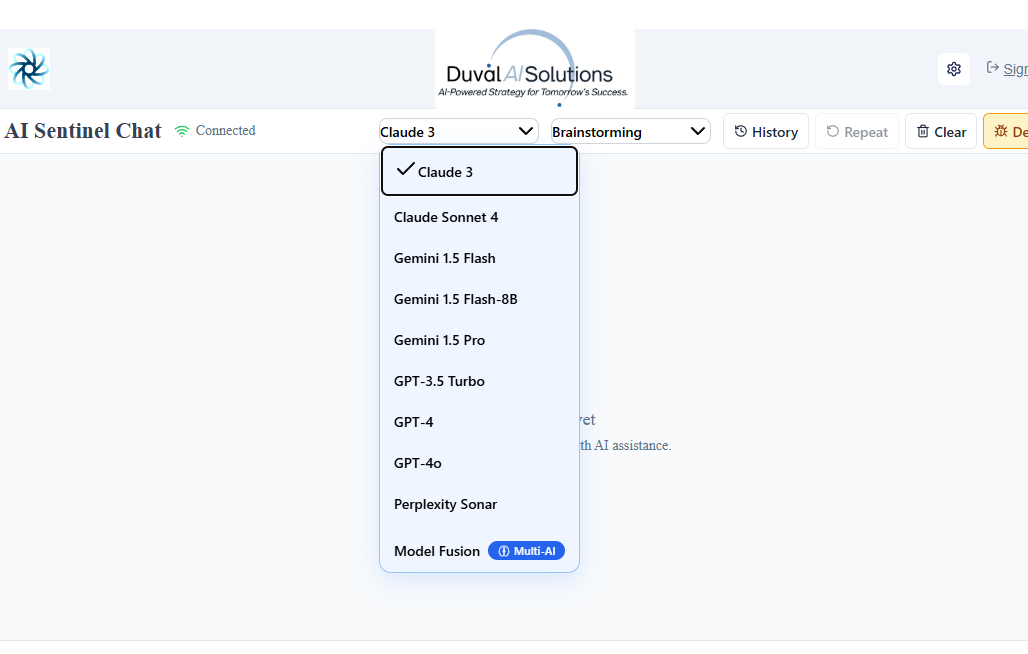 Duval AI Solutions
AI-Powered Strategy for Tomorrow's Success.
Sign
AI Sentinel Chat
Connected
Claude 3
Brainstorming
History
Repeat
Clear
De
Claude 3
Claude Sonnet 4
Gemini 1.5 Flash
Gemini 1.5 Flash-8B
Gemini 1.5 Pro
GPT-3.5 Turbo
GPT-4
yet
th AI assistance.
GPT-4o
Perplexity Sonar
Model Fusion
Multi-AI